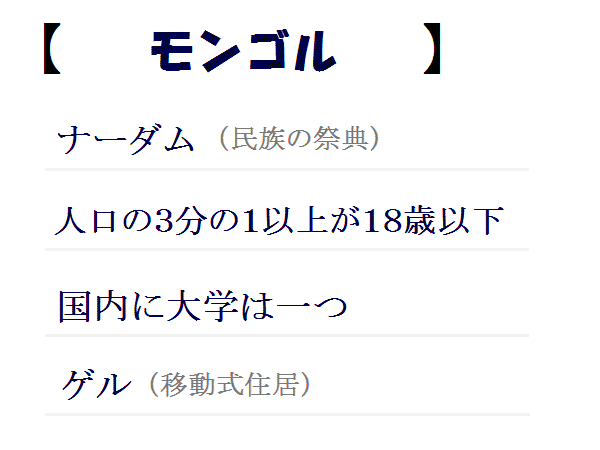 【 モンゴル 】
ナーダム（民族の祭典）
人口の3分の1以上が18歳以下
国内に大学は一つ
ゲル（移動式住居）